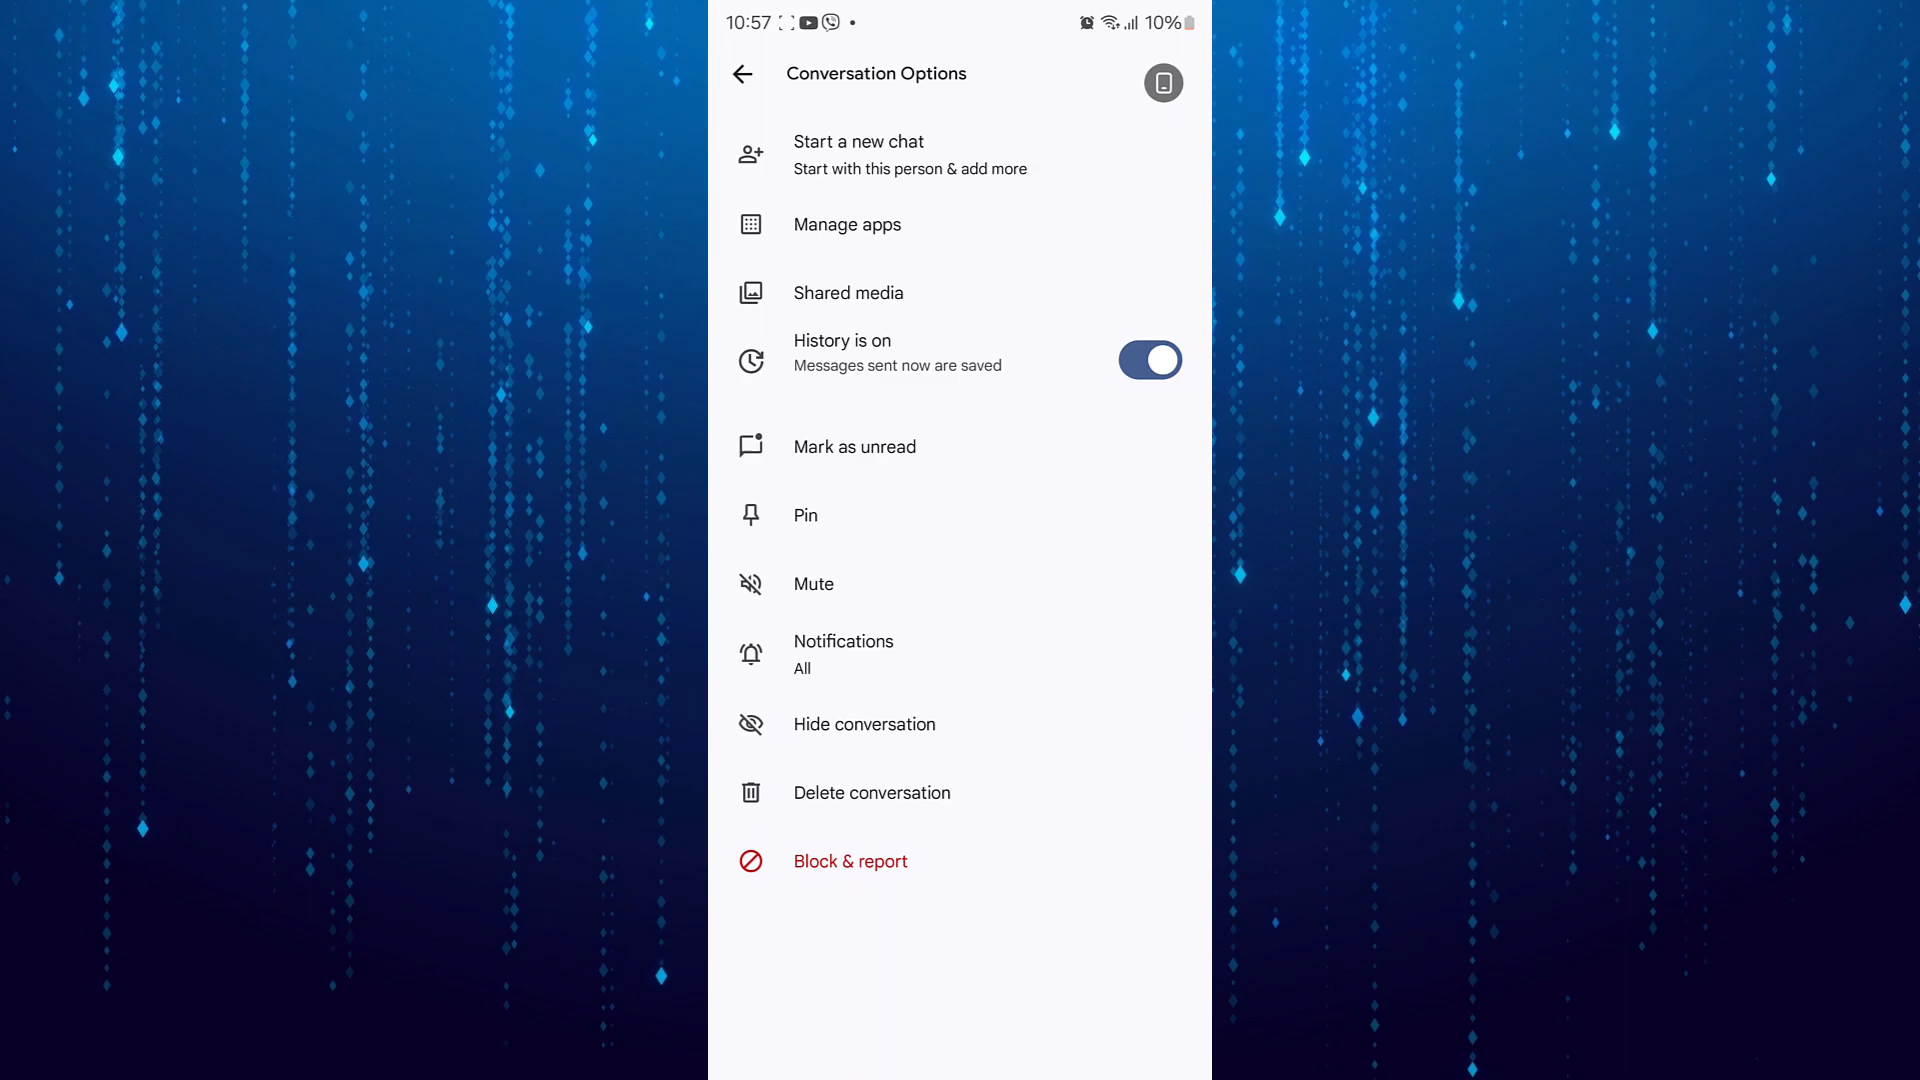 10:57 10%
Conversation Options
Start a new chat
Start with this person & add more
Manage apps
Shared media
History is on
Messages sent now are saved
Mark as unread
Pin
Mute
Notifications
All
Hide conversation
Delete conversation
Block & report